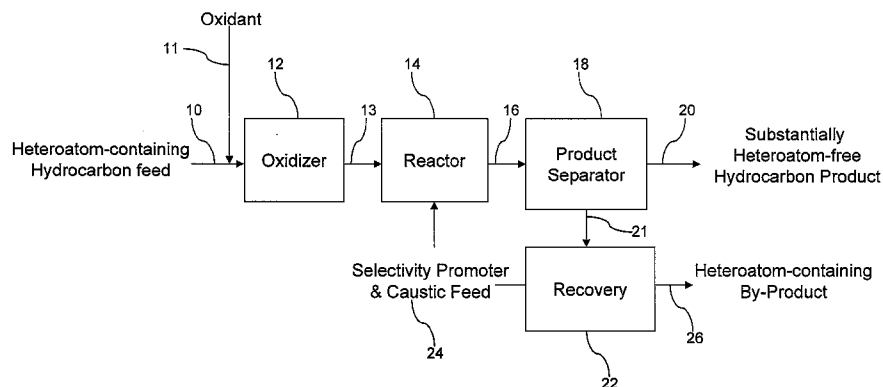 Oxidant
11
12
14
18
10
13
16
20
Heteroatom-containing
Hydrocarbon feed
Oxidizer
Reactor
Product
Separator
Substantially
Heteroatom-free
Hydrocarbon Product
21
Selectivity Promoter
& Caustic Feed
Recovery
Heteroatom-containing
By-Product
24
26
22